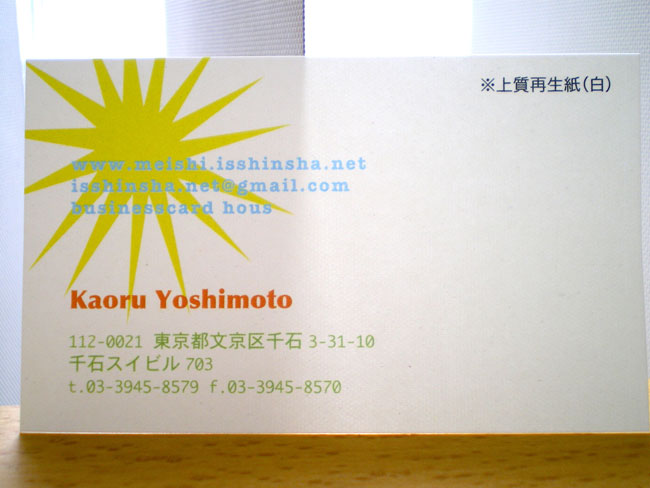 ※上質再生紙(白)
www.meishi.isshinsha.net
isshinsha.net@gmail.com
businesscard hous
Kaoru Yoshimoto
112-0021 東京都文京区千石 3-31-10
千石スイビル 703
t.03-3945-8579 f.03-3945-8570